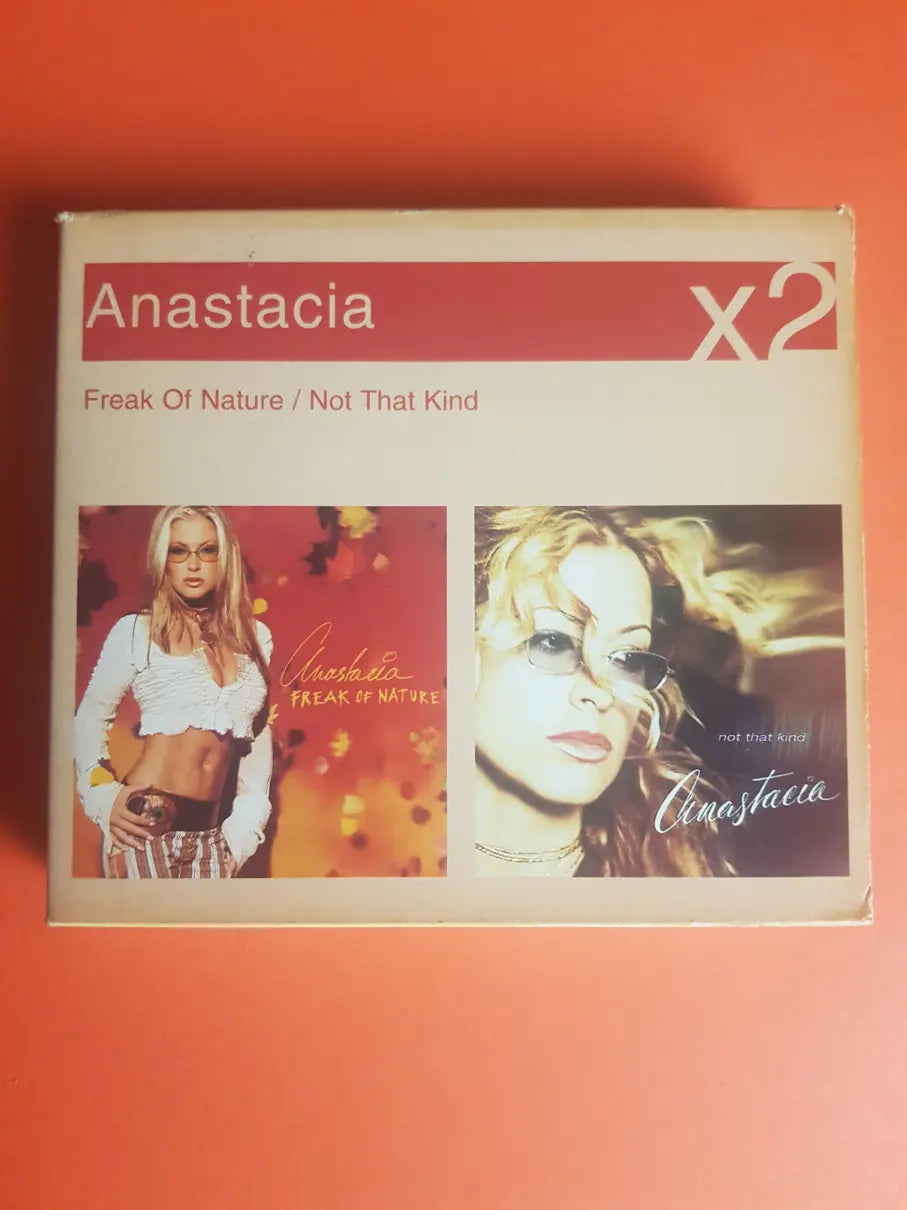 Anastacia x2
Freak Of Nature / Not That Kind
Anastacia
FREAK OF NATURE
not that kind
Anastacia